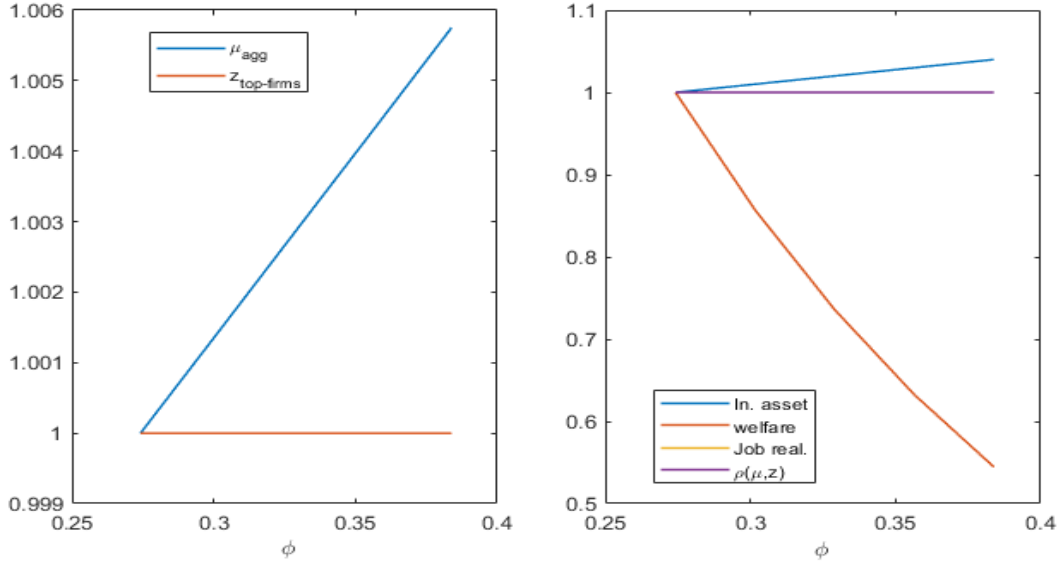 1.006
1.005
1.004
1.003
1.002
1.001
1
0.999
0.25
0.3
0.35
0.4
ϕ
μagg
ztop-firms
1.1
1
0.9
0.8
0.7
0.6
0.5
0.25
0.3
0.35
0.4
ϕ
In. asset
welfare
Job real.
ρ(μ,z)